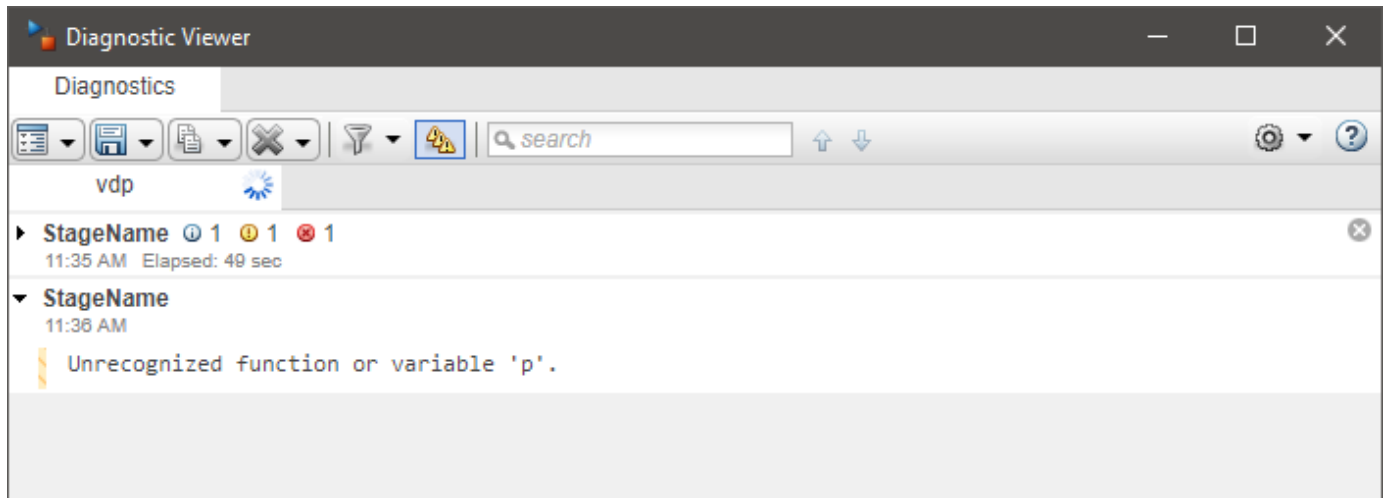 Diagnostic Viewer
Diagnostics
search
vdp
StageName 1 1 1
11:35 AM Elapsed: 49 sec
StageName
11:36 AM
Unrecognized function or variable 'p'.